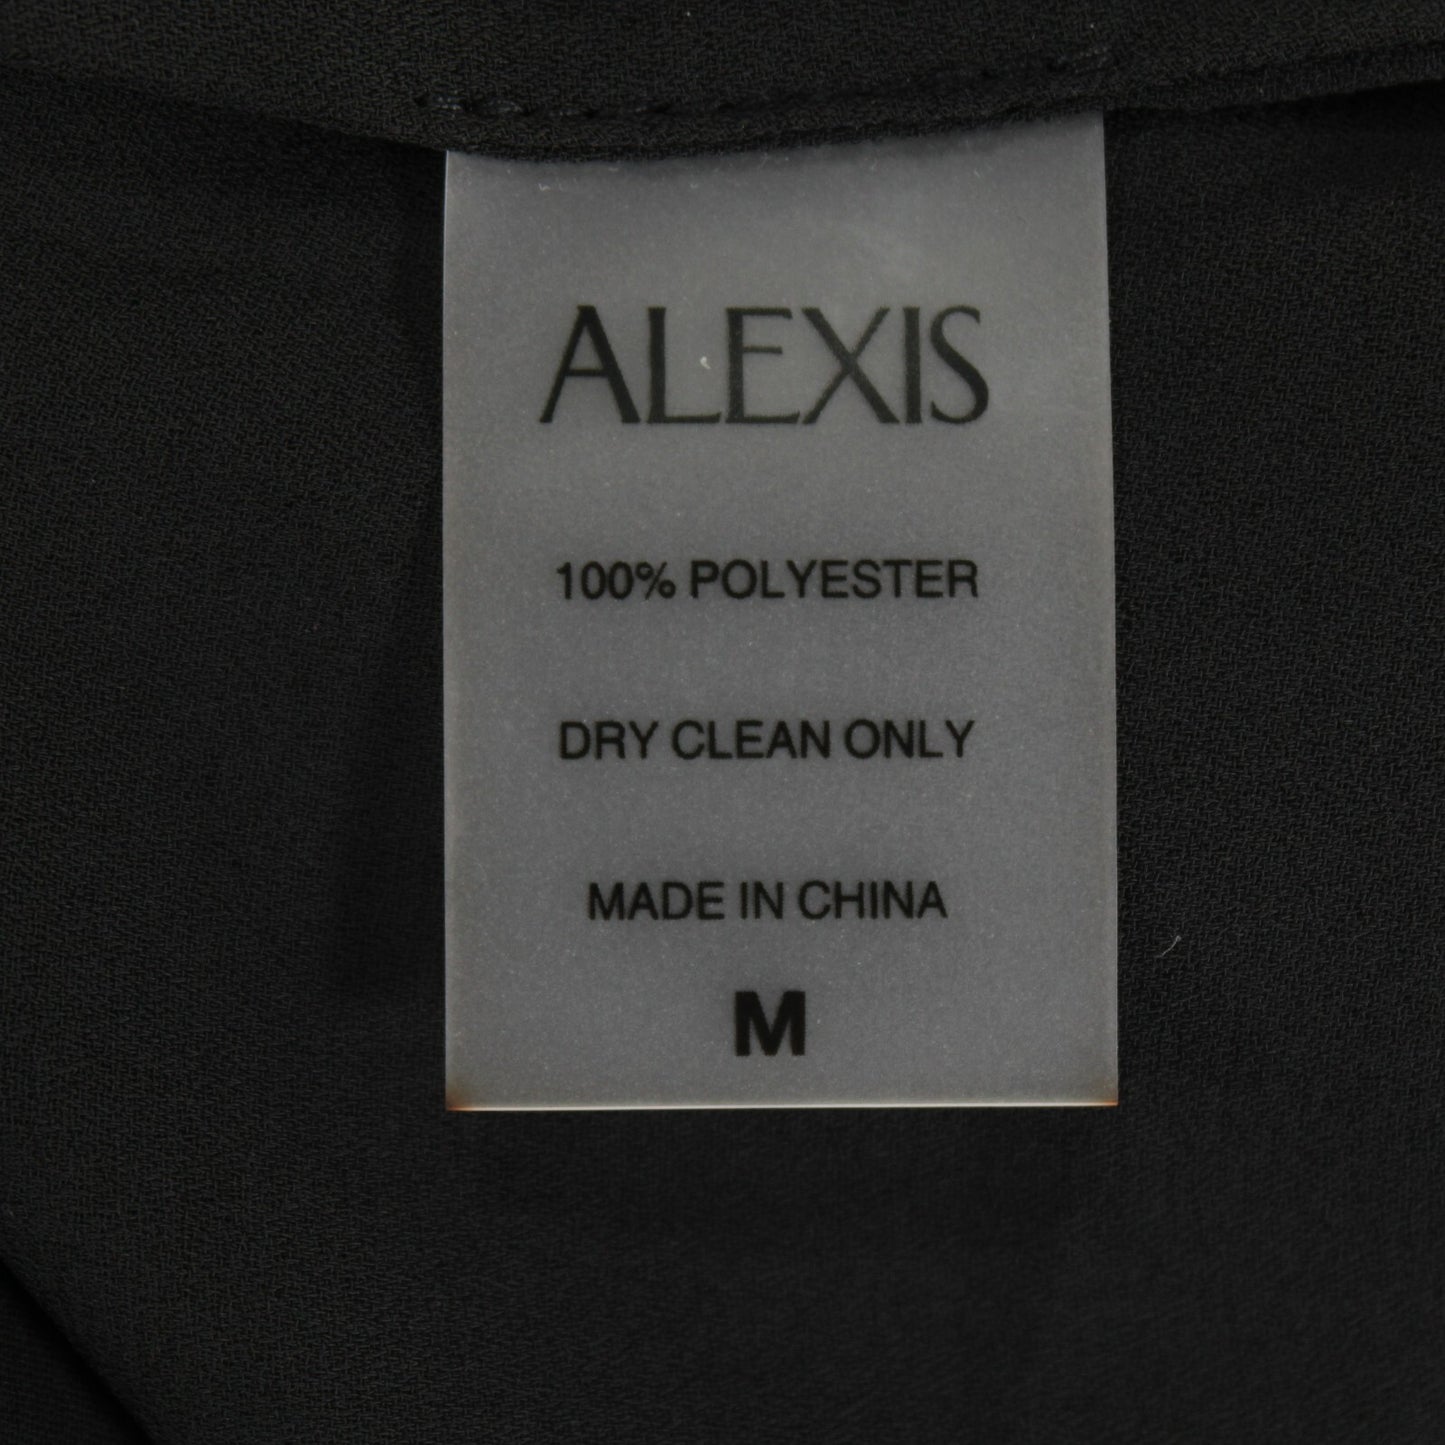 ALEXIS
100% POLYESTER
DRY CLEAN ONLY
MADE IN CHINA
M